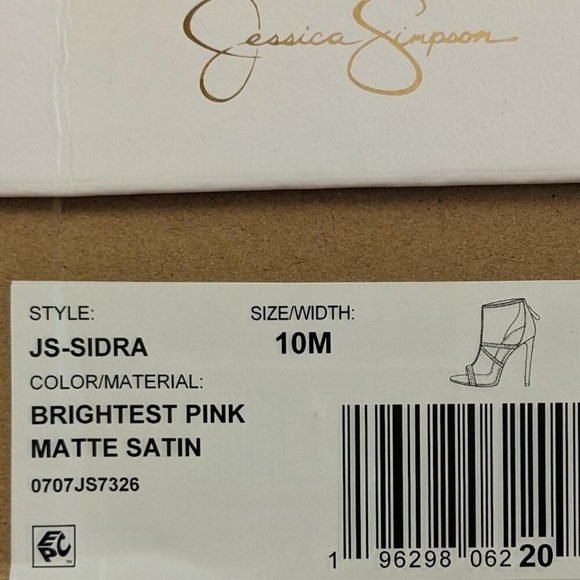 Jessica Simpson
STYLE: SIZE/WIDTH:
JS-SIDRA 10M
COLOR/MATERIAL:
BRIGHTEST PINK
MATTE SATIN
0707JS7326
EPC™
1 96298 062 20